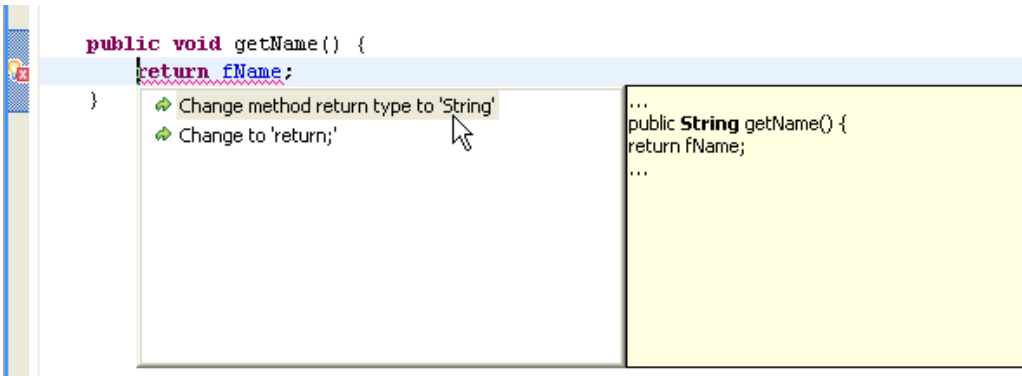 public void getName() {
return fName;
}
Change method return type to 'String'
Change to 'return;'
...
public String getName() {
return fName;
...